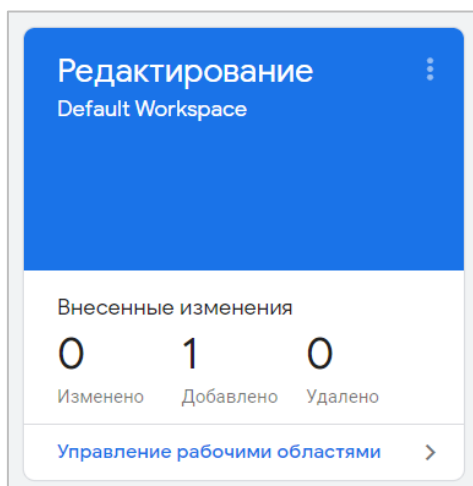 Редактирование
Default Workspace
Внесенные изменения
0 1 0
Изменено Добавлено Удалено
Управление рабочими областями